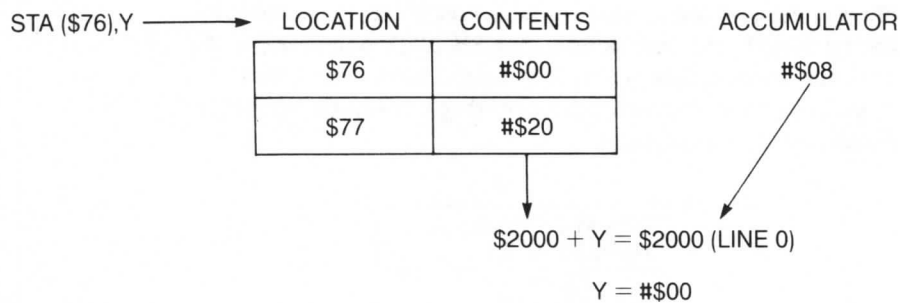 STA ($76),Y LOCATION CONTENTS ACCUMULATOR
$76 #$00 #$08
$77 #$20
$2000 + Y = $2000 (LINE 0)
Y = #$00